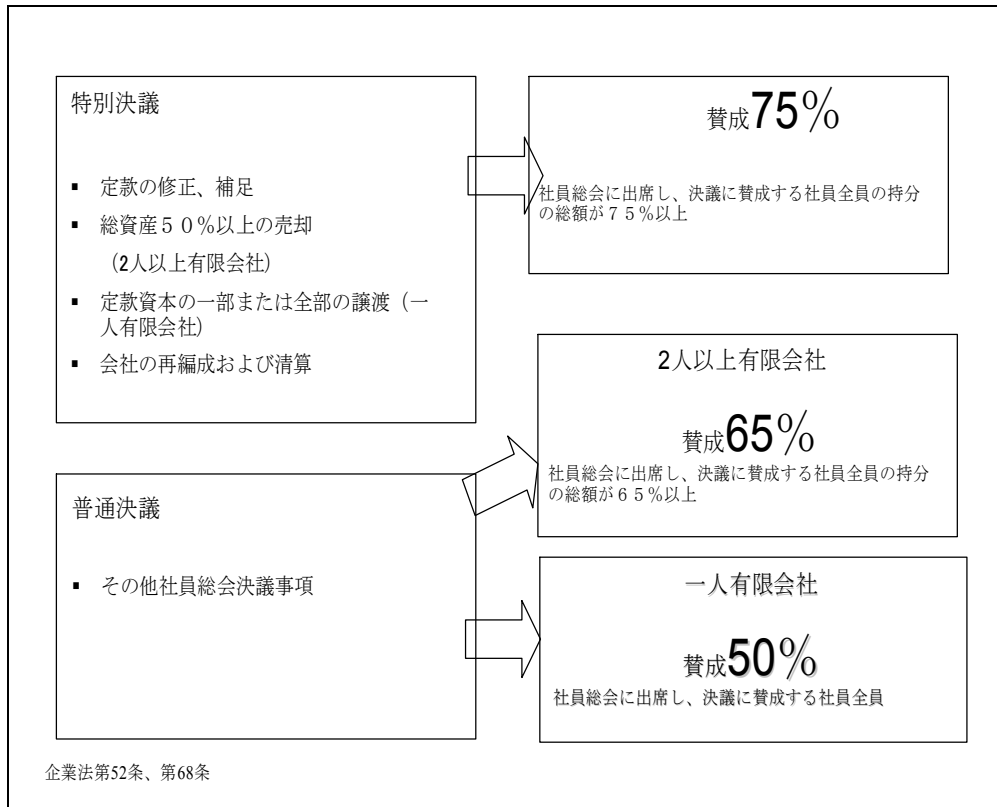 特別決議
▪ 定款の修正、補足
▪ 総資産５０％以上の売却
（2人以上有限会社）
▪ 定款資本の一部または全部の譲渡（一
人有限会社）
▪ 会社の再編成および清算
賛成75％
社員総会に出席し、決議に賛成する社員全員の持分
の総額が７５％以上
2人以上有限会社
賛成65％
社員総会に出席し、決議に賛成する社員全員の持分
の総額が６５％以上
普通決議
▪ その他社員総会決議事項
一人有限会社
賛成50％
社員総会に出席し、決議に賛成する社員全員
企業法第52条、第68条